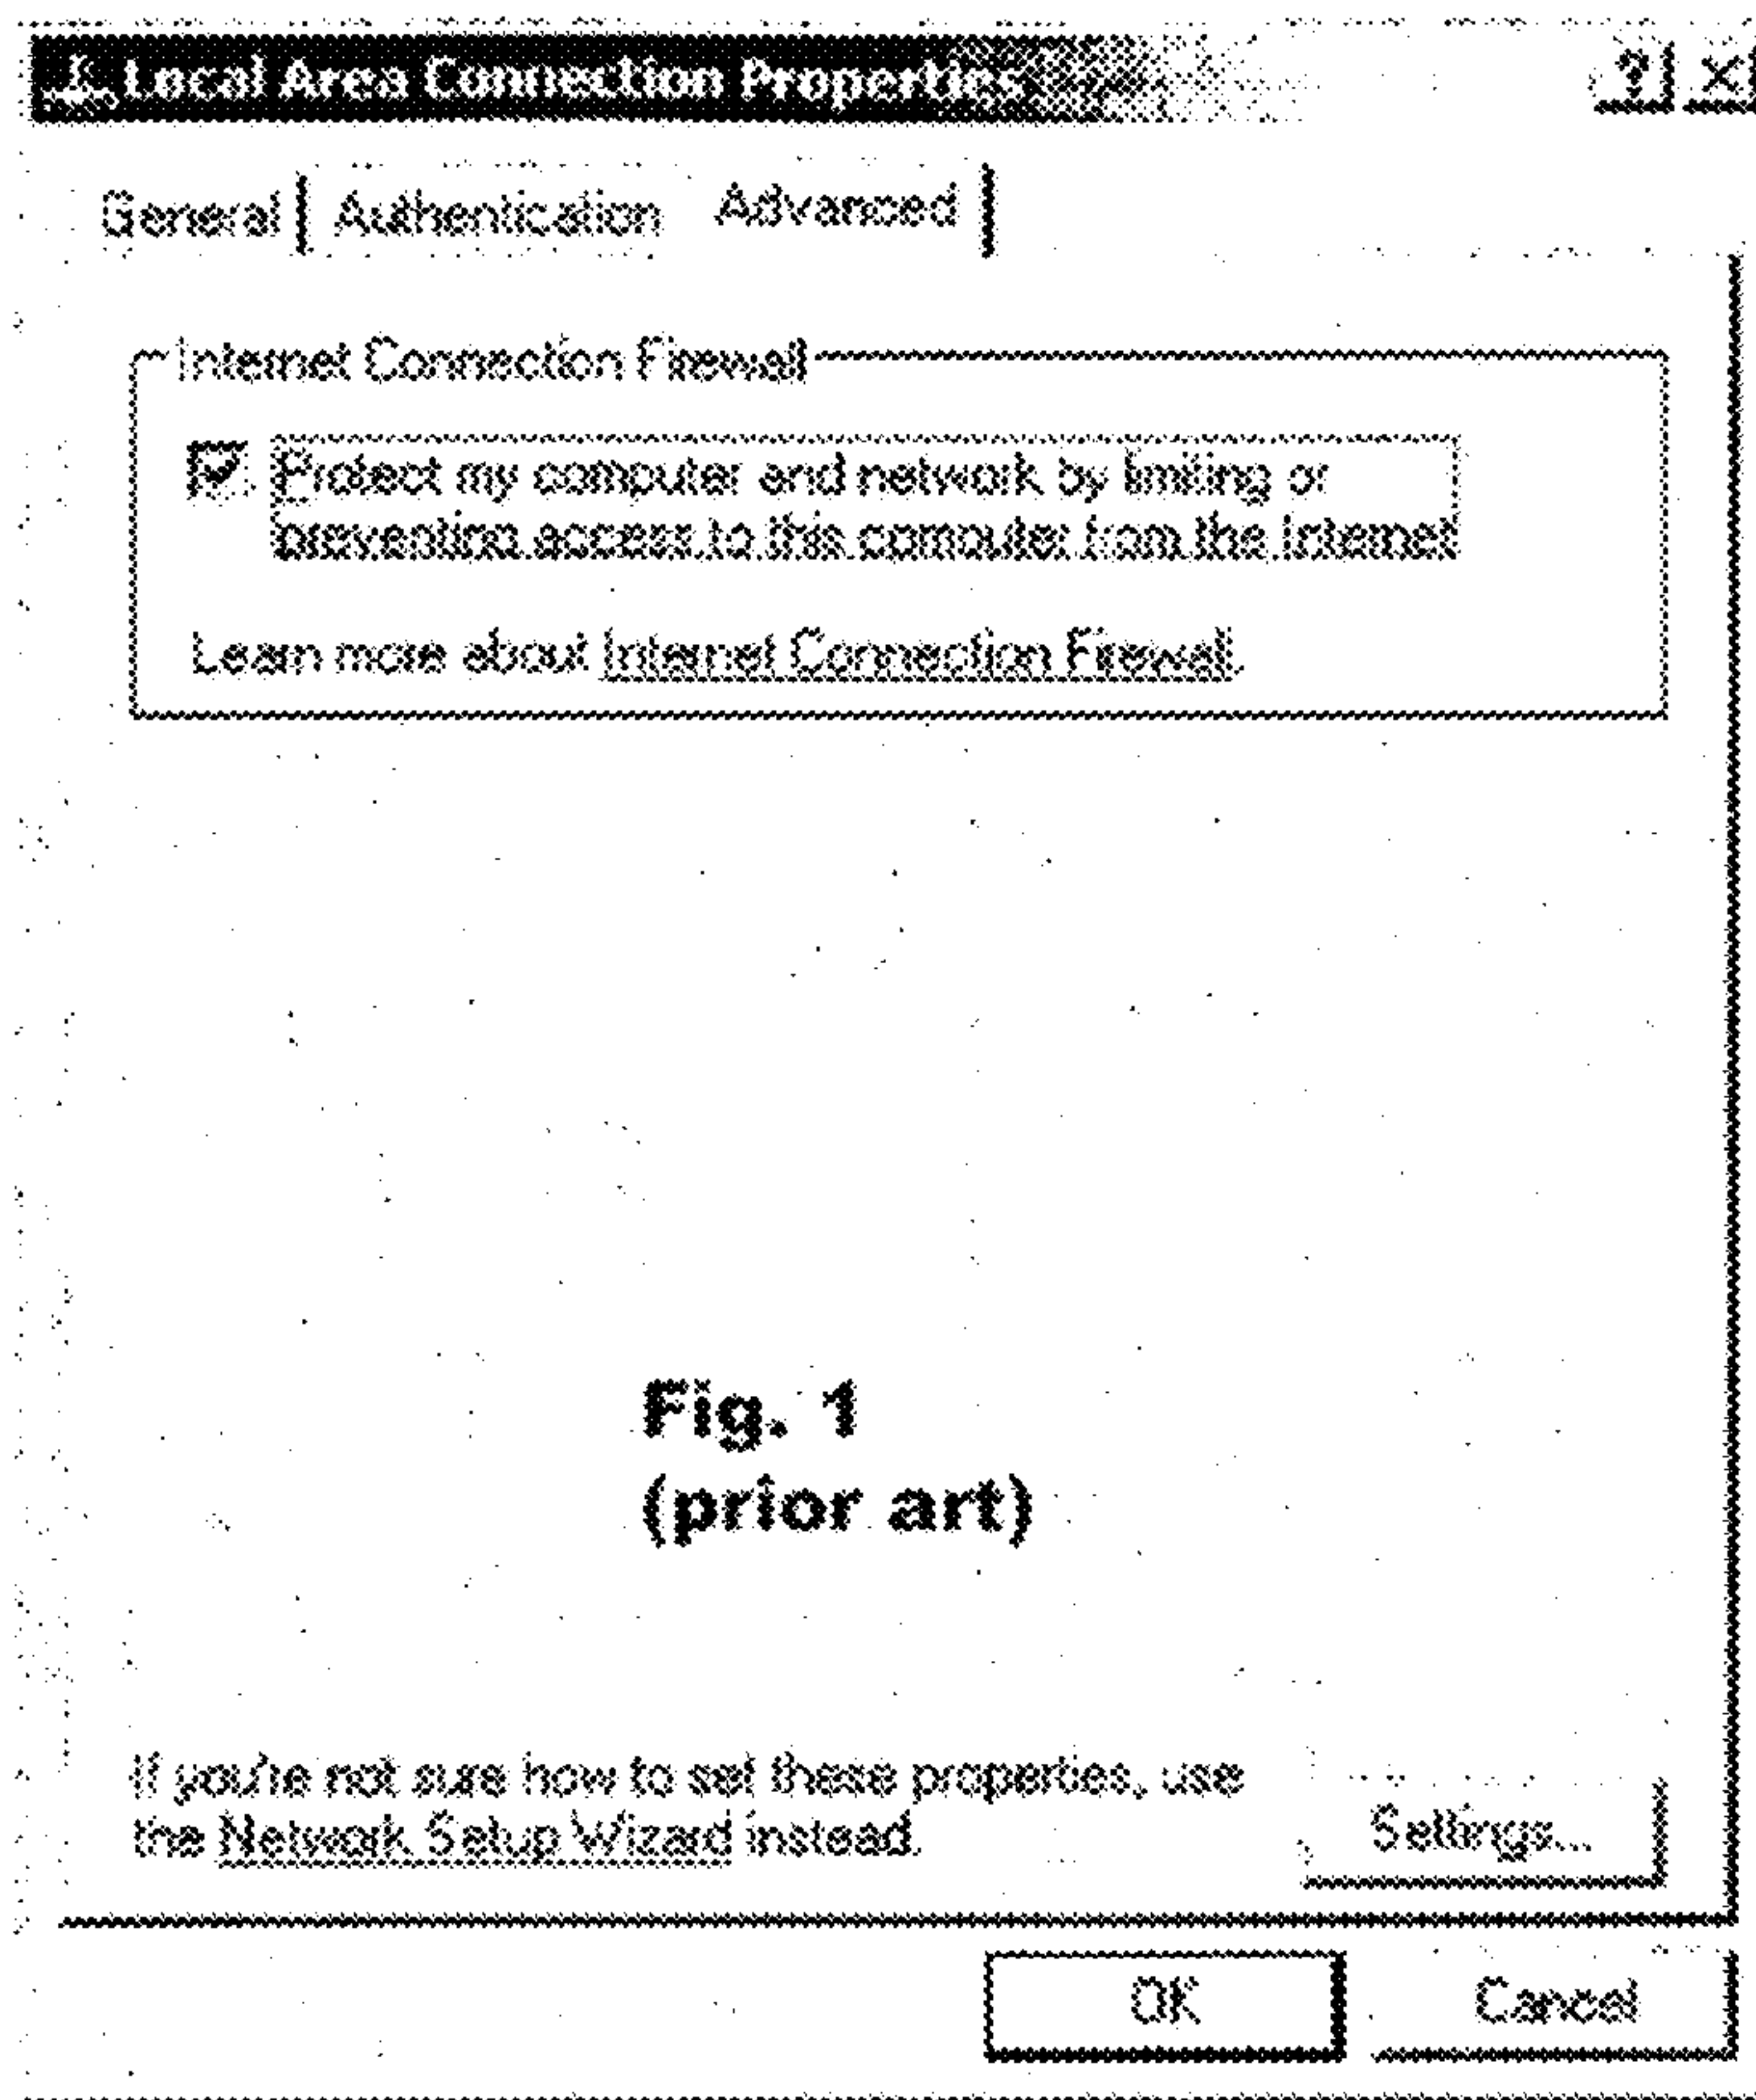 Local Area Connection Properties
General Authentication Advanced
Internet Connection Firewall
Protect my computer and network by limiting or
preventing access to this computer from the Internet
Learn more about Internet Connection Firewall.
Fig. 1
(prior art)
If you're not sure how to set these properties, use
the Network Setup Wizard instead.
Settings...
OK Cancel